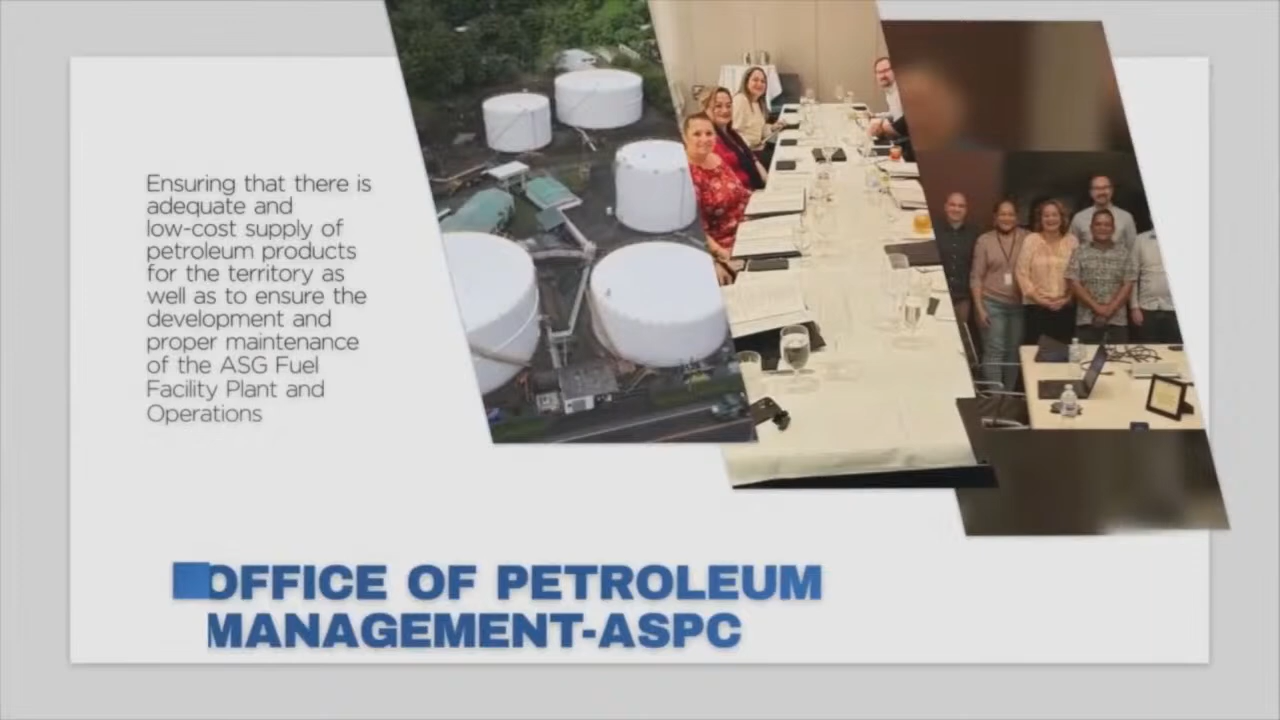 Ensuring that there is
adequate and
low-cost supply of
petroleum products
for the territory as
well as to ensure the
development and
proper maintenance
of the ASG Fuel
Facility Plant and
Operations
OFFICE OF PETROLEUM
MANAGEMENT-ASPC